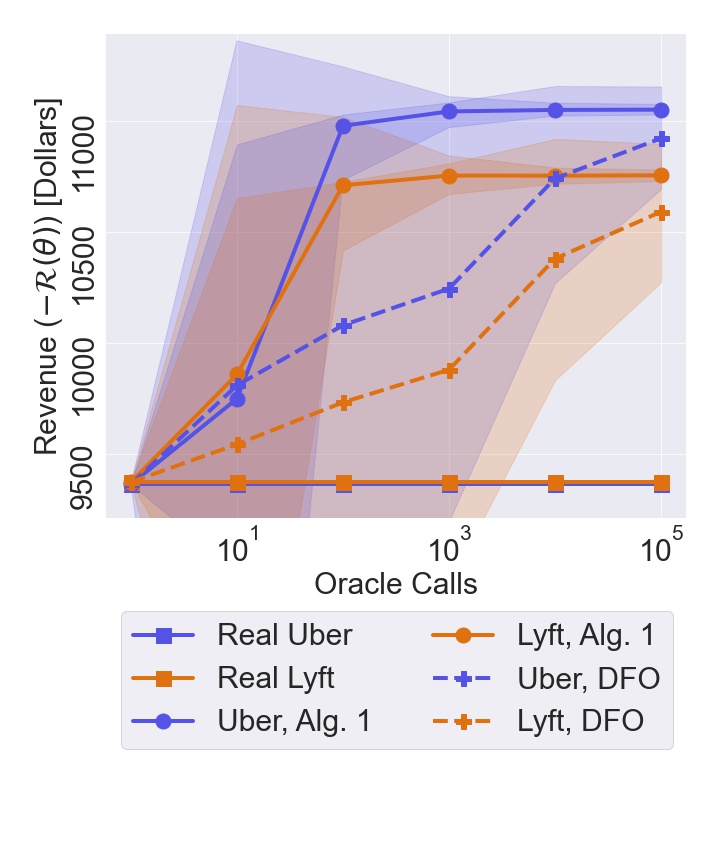 Revenue (−𝓡(θ)) [Dollars]
11000
10500
10000
9500
10^1 10^3 10^5
Oracle Calls
Real Uber
Real Lyft
Uber, Alg. 1
Lyft, Alg. 1
Uber, DFO
Lyft, DFO